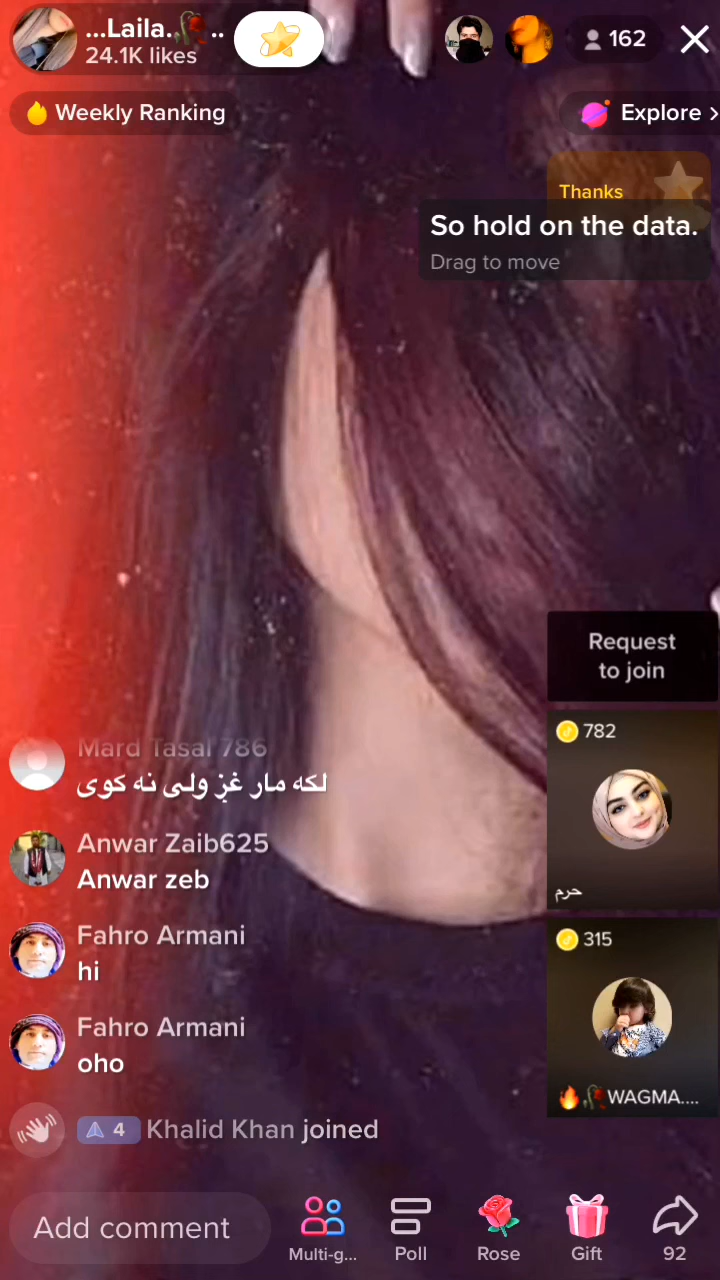 ...Laila.🥀..
24.1K likes
162
Weekly Ranking
Explore >
Thanks
So hold on the data.
Drag to move
Request
to join
782
حرم
315
🔥🥀WAGMA....
Mard Tasal 786
لکه مار غږِ ولی نه کوی
Anwar Zaib625
Anwar zeb
Fahro Armani
hi
Fahro Armani
oho
4 Khalid Khan joined
Add comment
Multi-g...
Poll
Rose
Gift
92